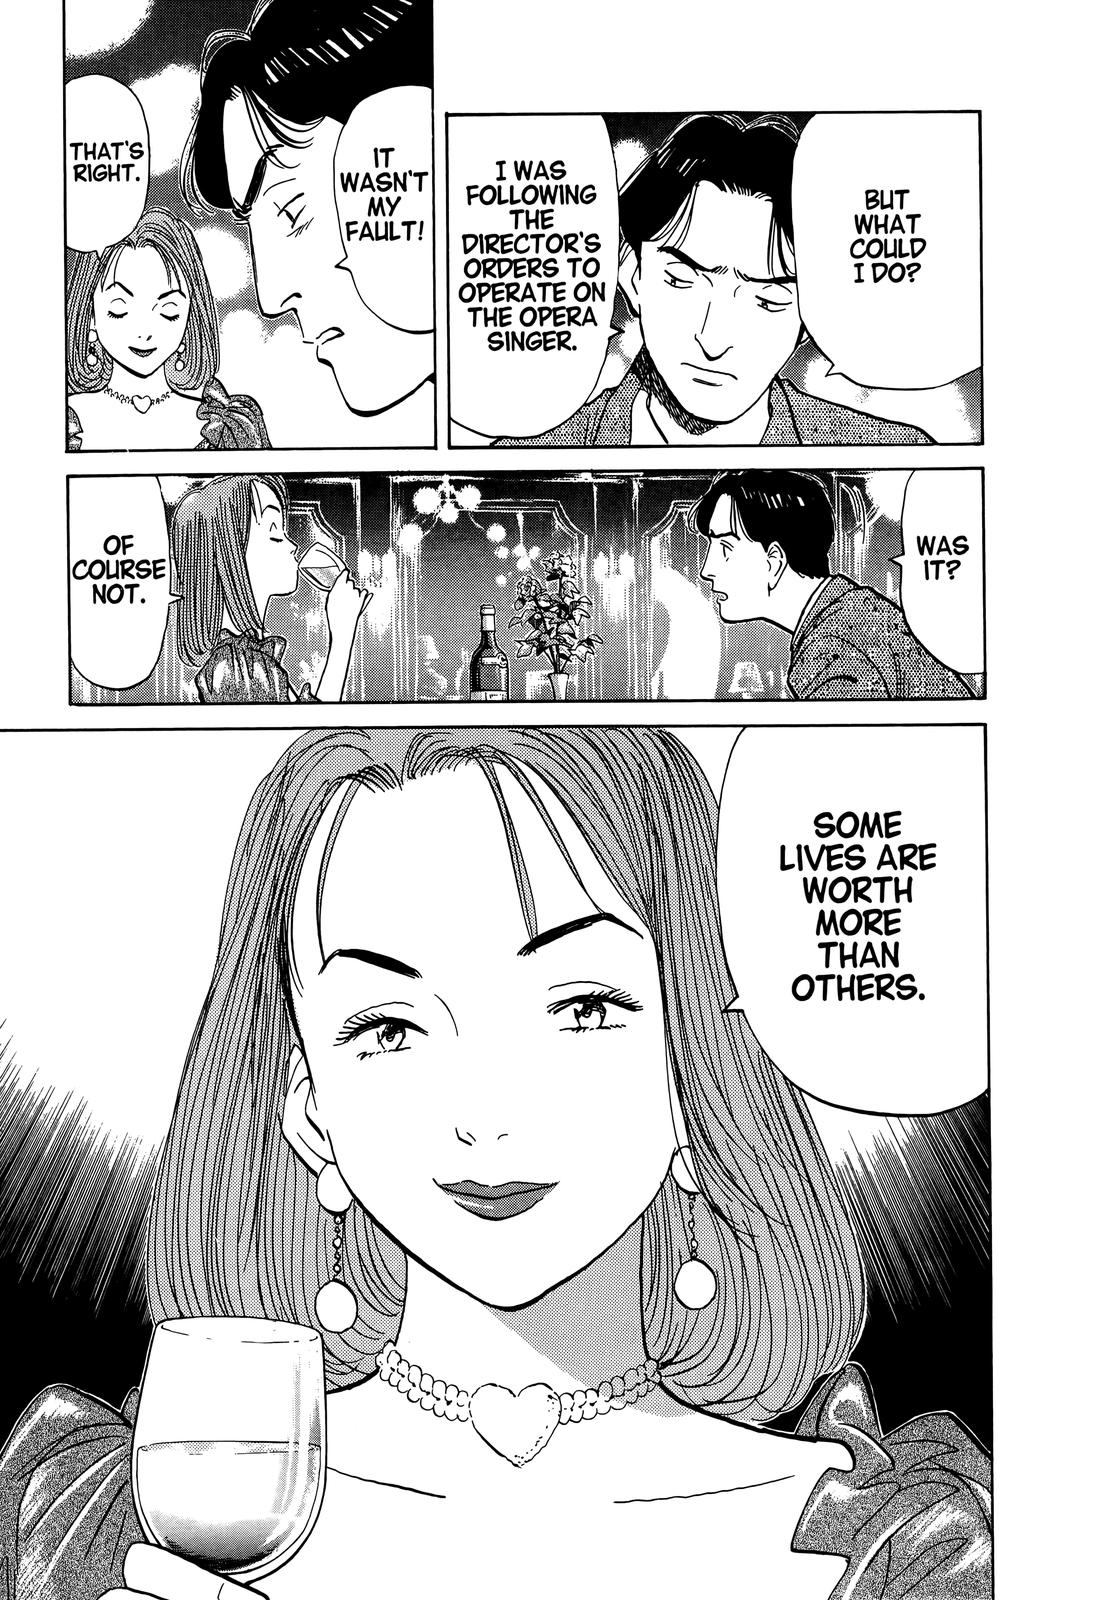 BUT
WHAT
COULD
I DO?
I WAS
FOLLOWING
THE
DIRECTOR'S
ORDERS TO
OPERATE ON
THE OPERA
SINGER.
IT
WASN'T
MY
FAULT!
THAT'S
RIGHT.
WAS
IT?
OF
COURSE
NOT.
SOME
LIVES ARE
WORTH
MORE
THAN
OTHERS.